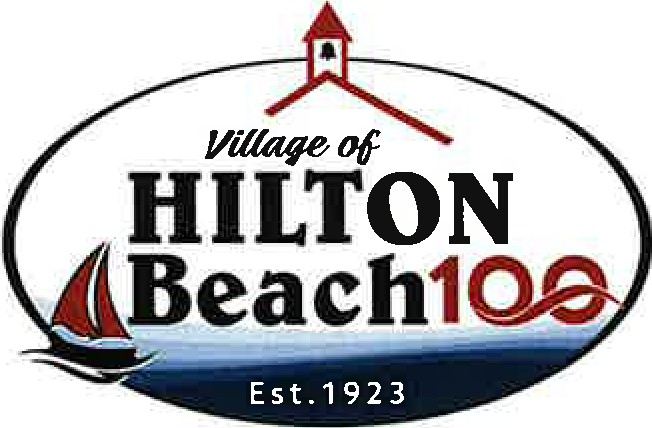 Village of
HILTON
Beach100
Est.1923